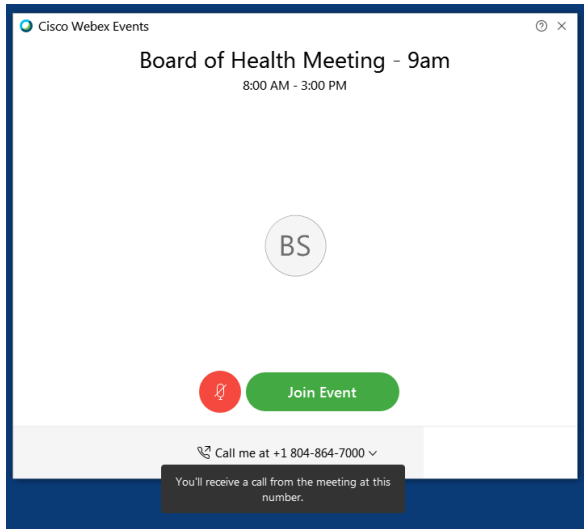 Cisco Webex Events
Board of Health Meeting - 9am
8:00 AM - 3:00 PM
BS
Join Event
Call me at +1 804-864-7000
You'll receive a call from the meeting at this
number.